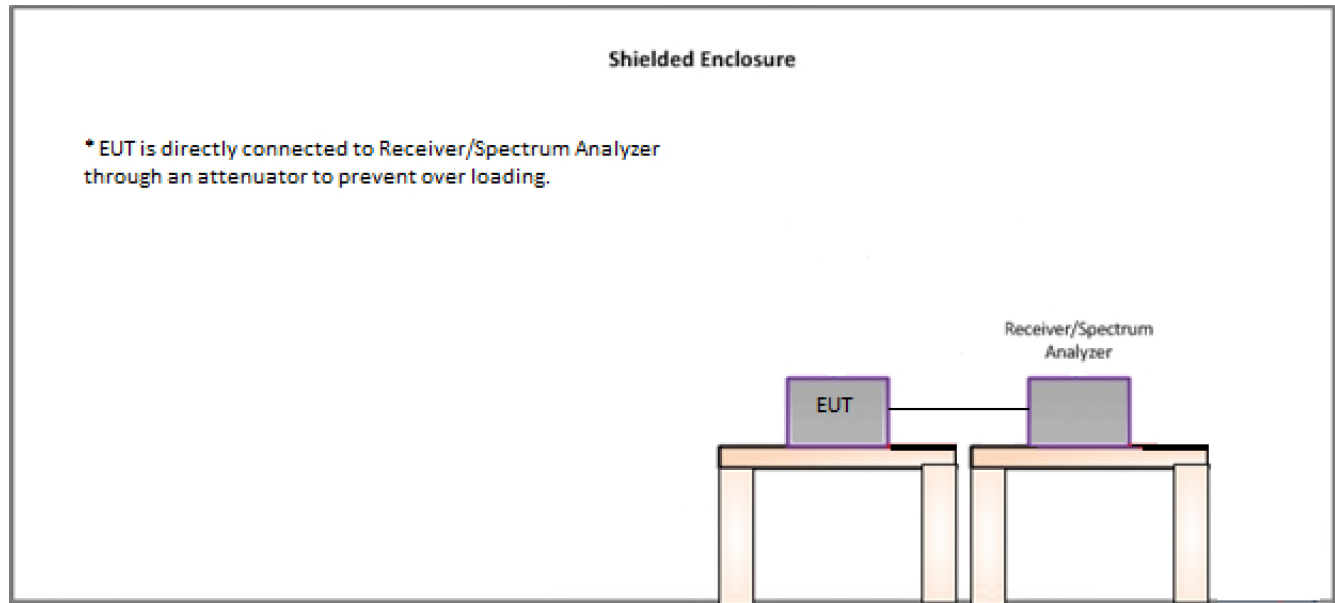 Shielded Enclosure
* EUT is directly connected to Receiver/Spectrum Analyzer
through an attenuator to prevent over loading.
Receiver/Spectrum
Analyzer
EUT